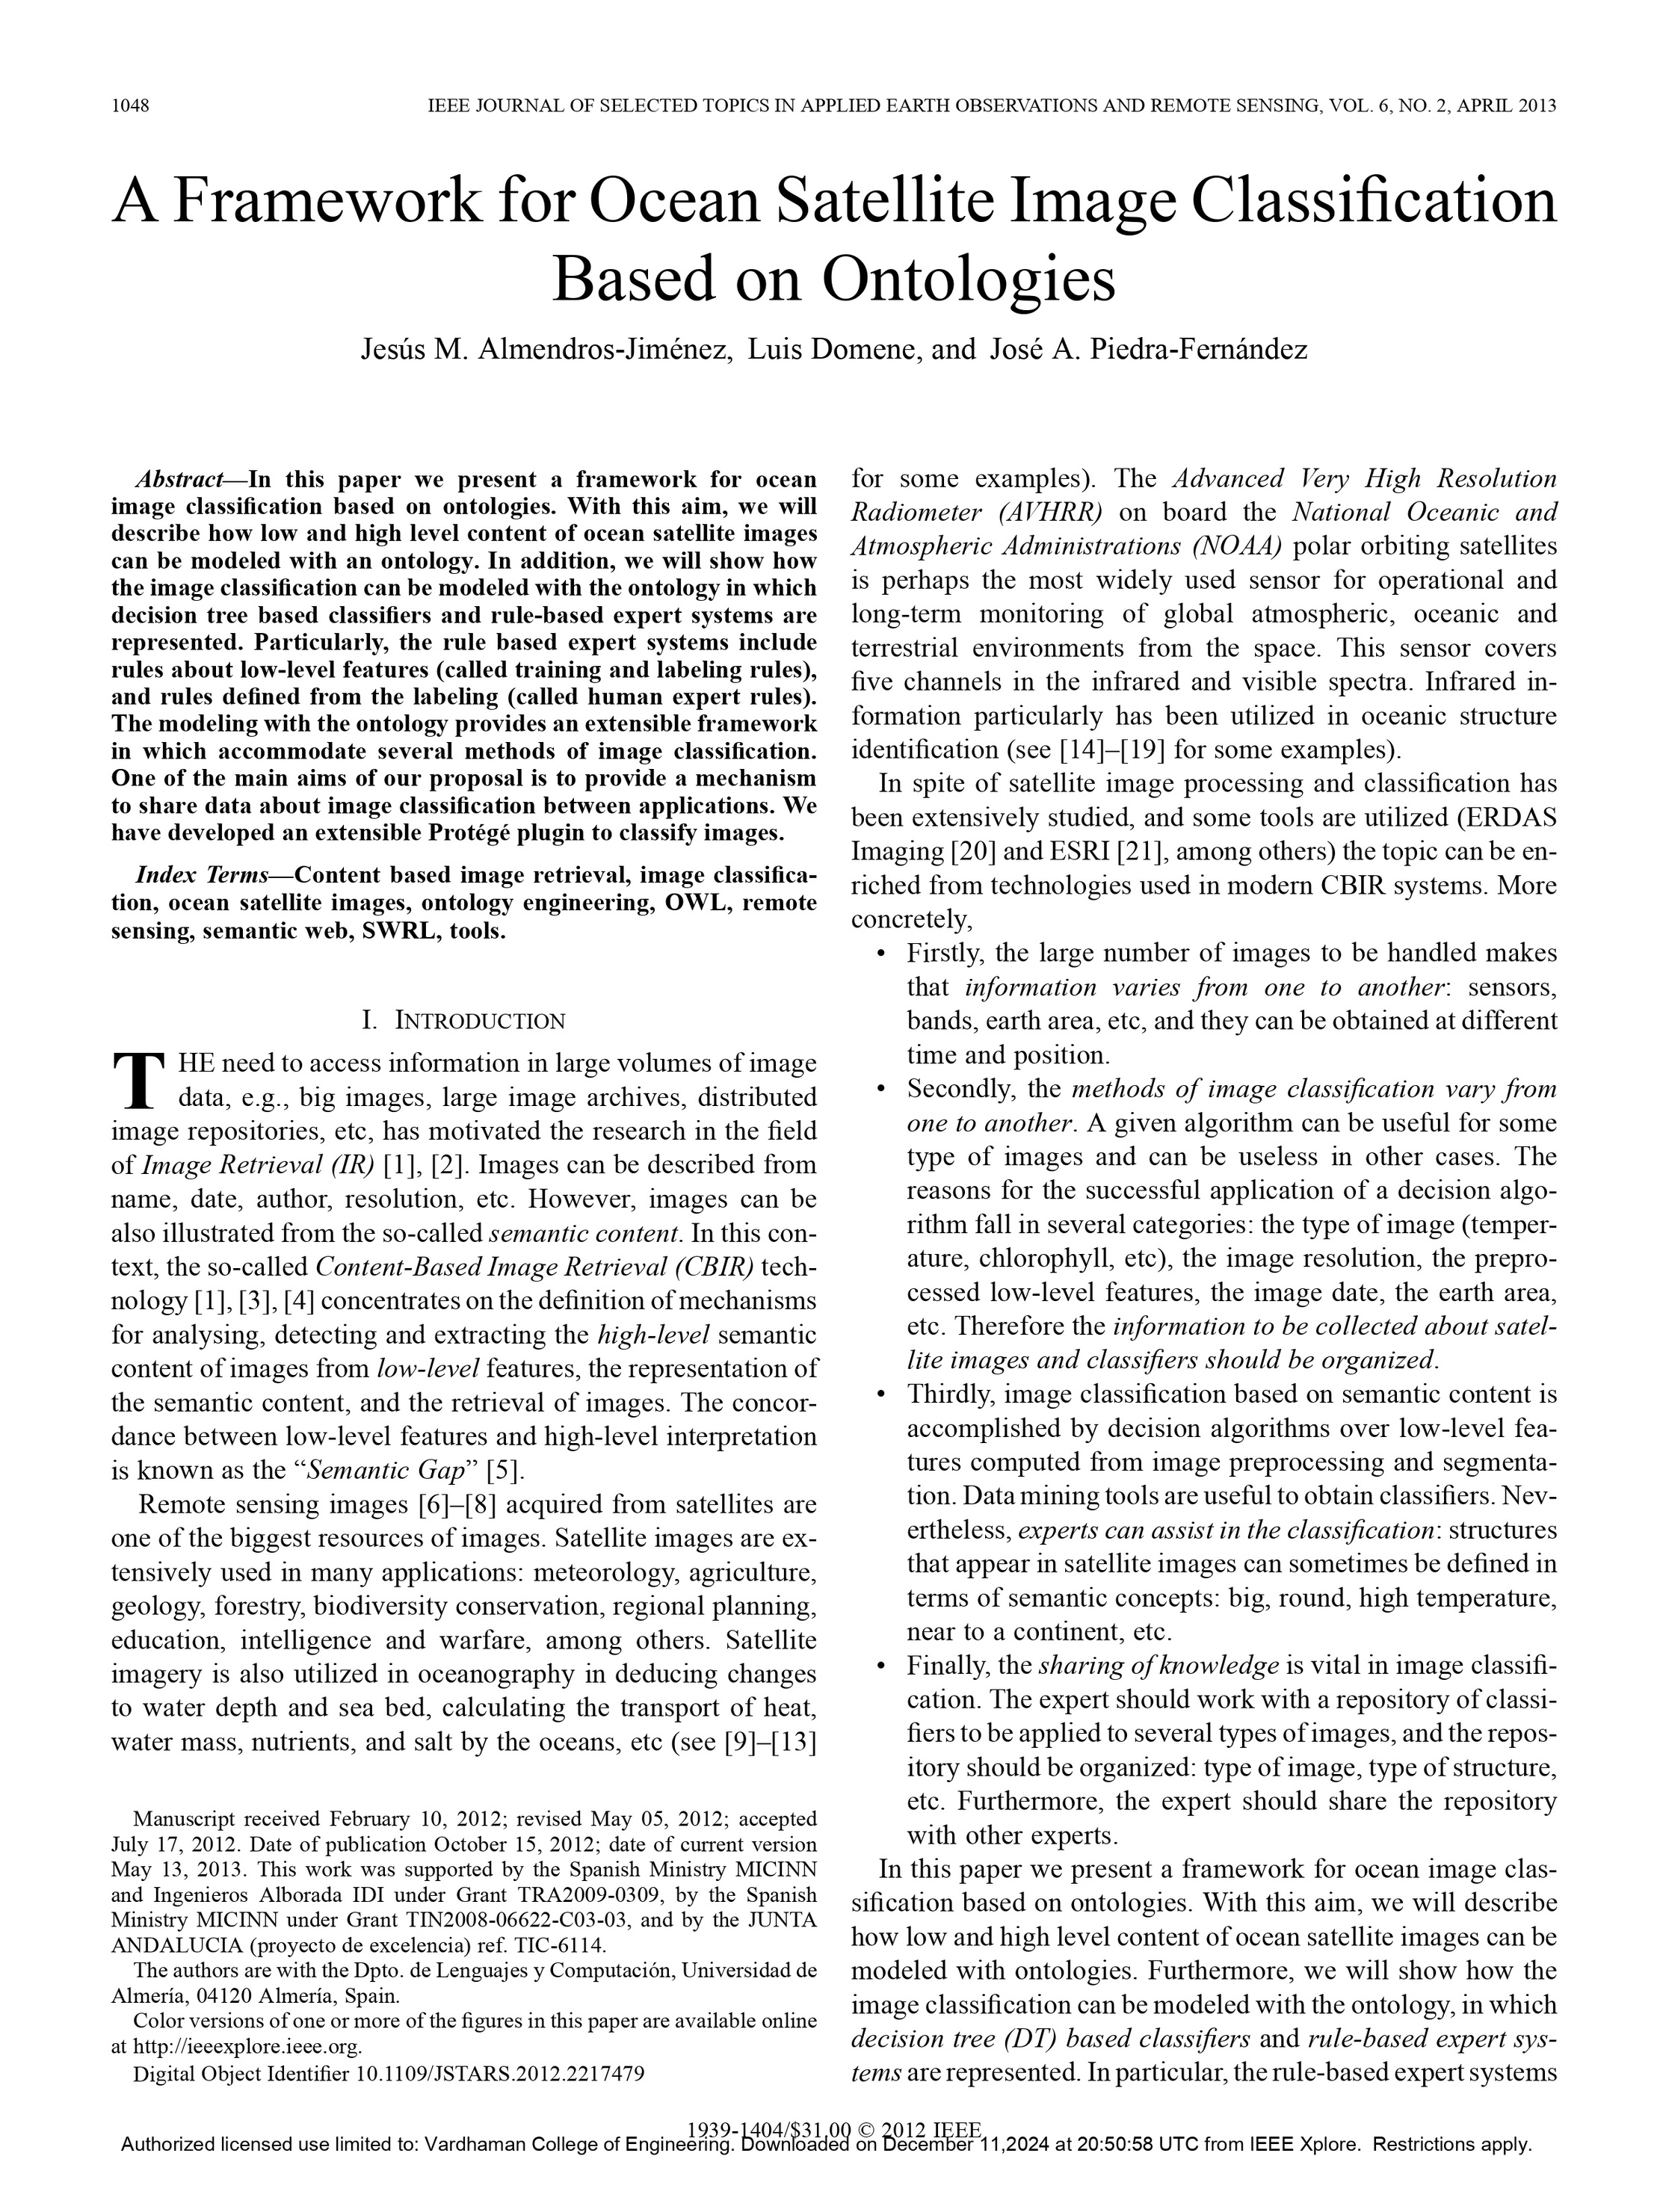 1048
IEEE JOURNAL OF SELECTED TOPICS IN APPLIED EARTH OBSERVATIONS AND REMOTE SENSING, VOL. 6, NO. 2, APRIL 2013
A Framework for Ocean Satellite Image Classification
Based on Ontologies
Jesús M. Almendros-Jiménez, Luis Domene, and José A. Piedra-Fernández
Abstract—In this paper we present a framework for ocean
image classification based on ontologies. With this aim, we will
describe how low and high level content of ocean satellite images
can be modeled with an ontology. In addition, we will show how
the image classification can be modeled with the ontology in which
decision tree based classifiers and rule-based expert systems are
represented. Particularly, the rule based expert systems include
rules about low-level features (called training and labeling rules),
and rules defined from the labeling (called human expert rules).
The modeling with the ontology provides an extensible framework
in which accommodate several methods of image classification.
One of the main aims of our proposal is to provide a mechanism
to share data about image classification between applications. We
have developed an extensible Protégé plugin to classify images.
Index Terms—Content based image retrieval, image classifica-
tion, ocean satellite images, ontology engineering, OWL, remote
sensing, semantic web, SWRL, tools.
I. INTRODUCTION
THE need to access information in large volumes of image
data, e.g., big images, large image archives, distributed
image repositories, etc, has motivated the research in the field
of Image Retrieval (IR) [1], [2]. Images can be described from
name, date, author, resolution, etc. However, images can be
also illustrated from the so-called semantic content. In this con-
text, the so-called Content-Based Image Retrieval (CBIR) tech-
nology [1], [3], [4] concentrates on the definition of mechanisms
for analysing, detecting and extracting the high-level semantic
content of images from low-level features, the representation of
the semantic content, and the retrieval of images. The concor-
dance between low-level features and high-level interpretation
is known as the “Semantic Gap” [5].
Remote sensing images [6]–[8] acquired from satellites are
one of the biggest resources of images. Satellite images are ex-
tensively used in many applications: meteorology, agriculture,
geology, forestry, biodiversity conservation, regional planning,
education, intelligence and warfare, among others. Satellite
imagery is also utilized in oceanography in deducing changes
to water depth and sea bed, calculating the transport of heat,
water mass, nutrients, and salt by the oceans, etc (see [9]–[13]
Manuscript received February 10, 2012; revised May 05, 2012; accepted
July 17, 2012. Date of publication October 15, 2012; date of current version
May 13, 2013. This work was supported by the Spanish Ministry MICINN
and Ingenieros Alborada IDI under Grant TRA2009-0309, by the Spanish
Ministry MICINN under Grant TIN2008-06622-C03-03, and by the JUNTA
ANDALUCIA (proyecto de excelencia) ref. TIC-6114.
The authors are with the Dpto. de Lenguajes y Computación, Universidad de
Almería, 04120 Almería, Spain.
Color versions of one or more of the figures in this paper are available online
at http://ieeexplore.ieee.org.
Digital Object Identifier 10.1109/JSTARS.2012.2217479
for some examples). The Advanced Very High Resolution
Radiometer (AVHRR) on board the National Oceanic and
Atmospheric Administrations (NOAA) polar orbiting satellites
is perhaps the most widely used sensor for operational and
long-term monitoring of global atmospheric, oceanic and
terrestrial environments from the space. This sensor covers
five channels in the infrared and visible spectra. Infrared in-
formation particularly has been utilized in oceanic structure
identification (see [14]–[19] for some examples).
In spite of satellite image processing and classification has
been extensively studied, and some tools are utilized (ERDAS
Imaging [20] and ESRI [21], among others) the topic can be en-
riched from technologies used in modern CBIR systems. More
concretely,
• Firstly, the large number of images to be handled makes
that information varies from one to another: sensors,
bands, earth area, etc, and they can be obtained at different
time and position.
• Secondly, the methods of image classification vary from
one to another. A given algorithm can be useful for some
type of images and can be useless in other cases. The
reasons for the successful application of a decision algo-
rithm fall in several categories: the type of image (temper-
ature, chlorophyll, etc), the image resolution, the prepro-
cessed low-level features, the image date, the earth area,
etc. Therefore the information to be collected about satel-
lite images and classifiers should be organized.
• Thirdly, image classification based on semantic content is
accomplished by decision algorithms over low-level fea-
tures computed from image preprocessing and segmenta-
tion. Data mining tools are useful to obtain classifiers. Nev-
ertheless, experts can assist in the classification: structures
that appear in satellite images can sometimes be defined in
terms of semantic concepts: big, round, high temperature,
near to a continent, etc.
• Finally, the sharing of knowledge is vital in image classifi-
cation. The expert should work with a repository of classi-
fiers to be applied to several types of images, and the repos-
itory should be organized: type of image, type of structure,
etc. Furthermore, the expert should share the repository
with other experts.
In this paper we present a framework for ocean image clas-
sification based on ontologies. With this aim, we will describe
how low and high level content of ocean satellite images can be
modeled with ontologies. Furthermore, we will show how the
image classification can be modeled with the ontology, in which
decision tree (DT) based classifiers and rule-based expert sys-
tems are represented. In particular, the rule-based expert systems
1939-1404/$31.00 © 2012 IEEE
Authorized licensed use limited to: Vardhaman College of Engineering. Downloaded on December 11,2024 at 20:50:58 UTC from IEEE Xplore. Restrictions apply.